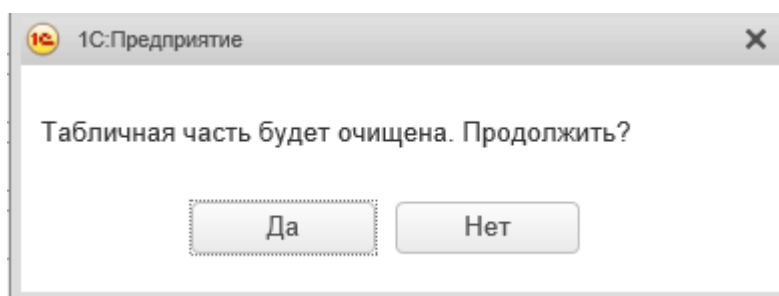 1С:Предприятие
Табличная часть будет очищена. Продолжить?
Да
Нет